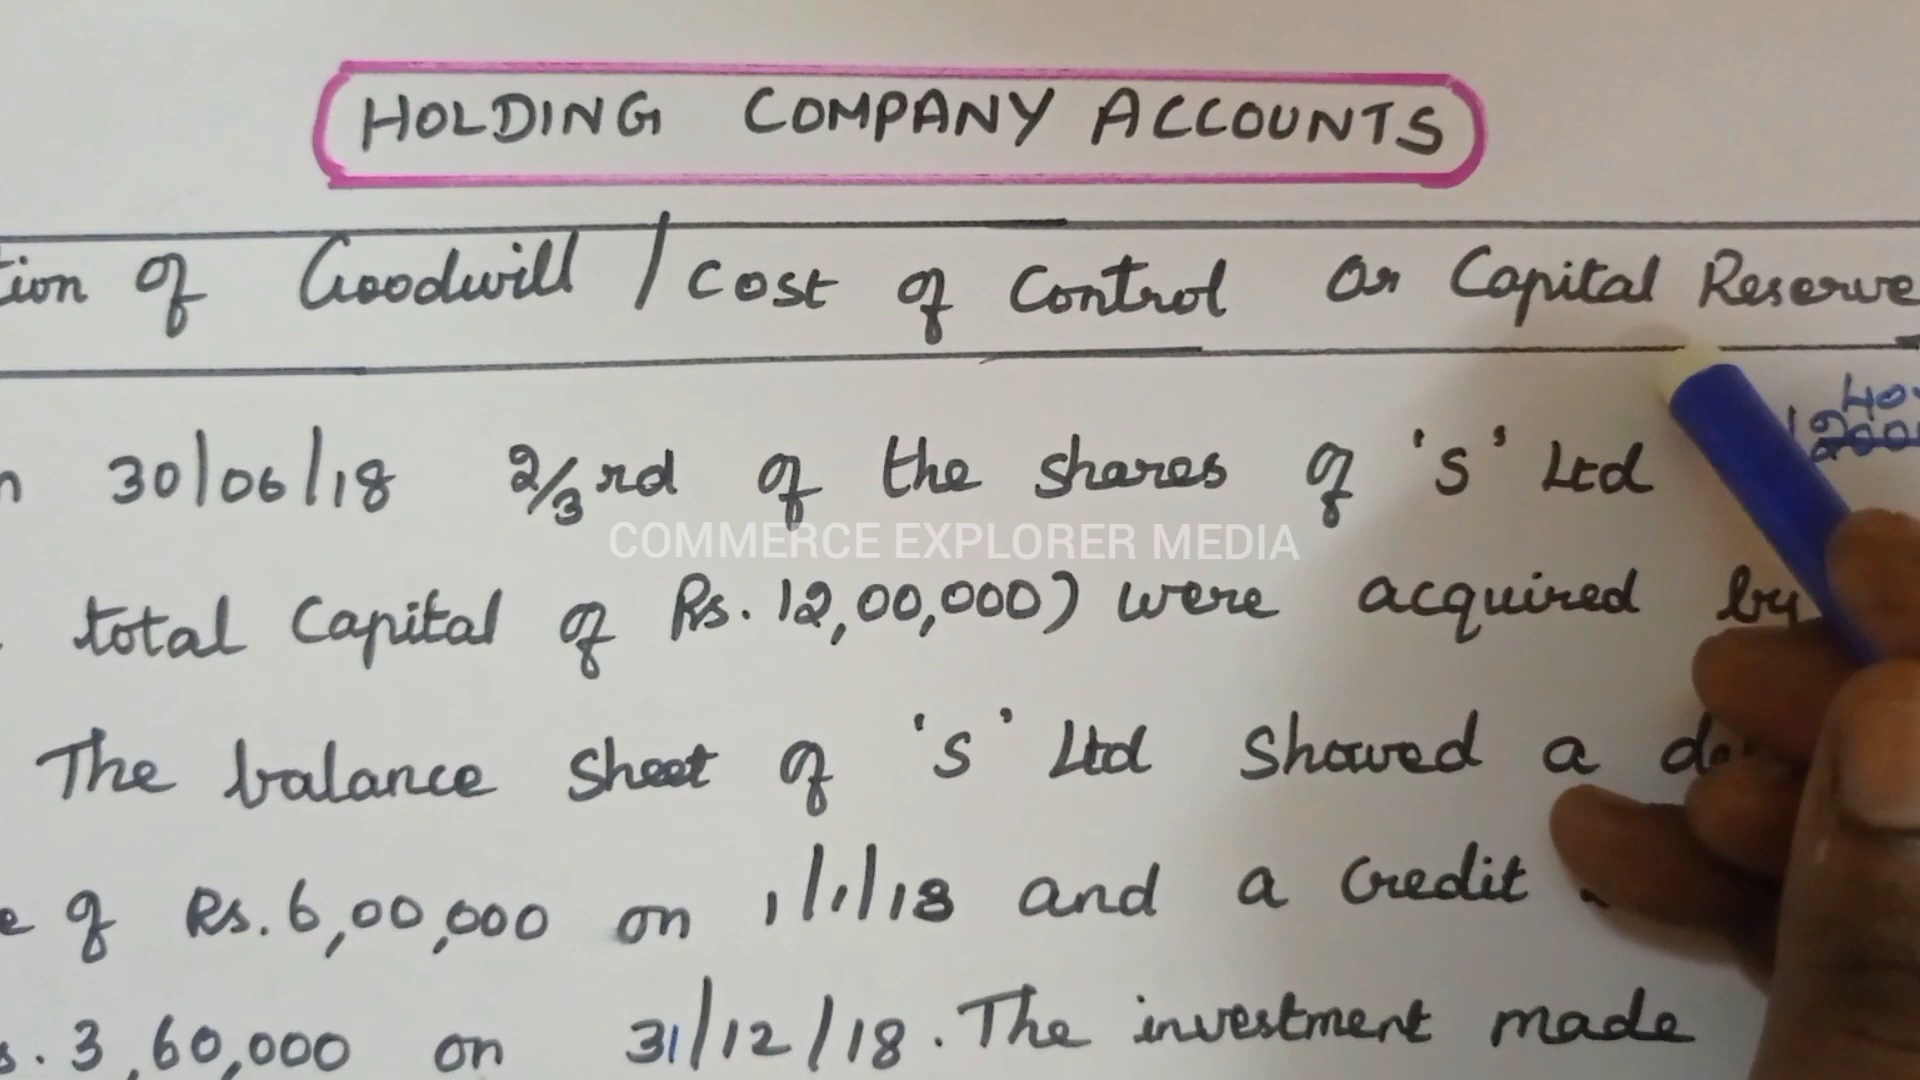 HOLDING COMPANY ACCOUNTS
tion of Goodwill / Cost of Control or Capital Reserve
40
1200
n 30/06/18 2/3rd of the shares of 'S' Ltd
COMMERCE EXPLORER MEDIA
total Capital of Rs. 12,00,000) were acquired by
The balance sheet of 'S' Ltd showed a
e of Rs. 6,00,000 on 1/1/18 and a credit
s. 3,60,000 on 31/12/18. The investment made